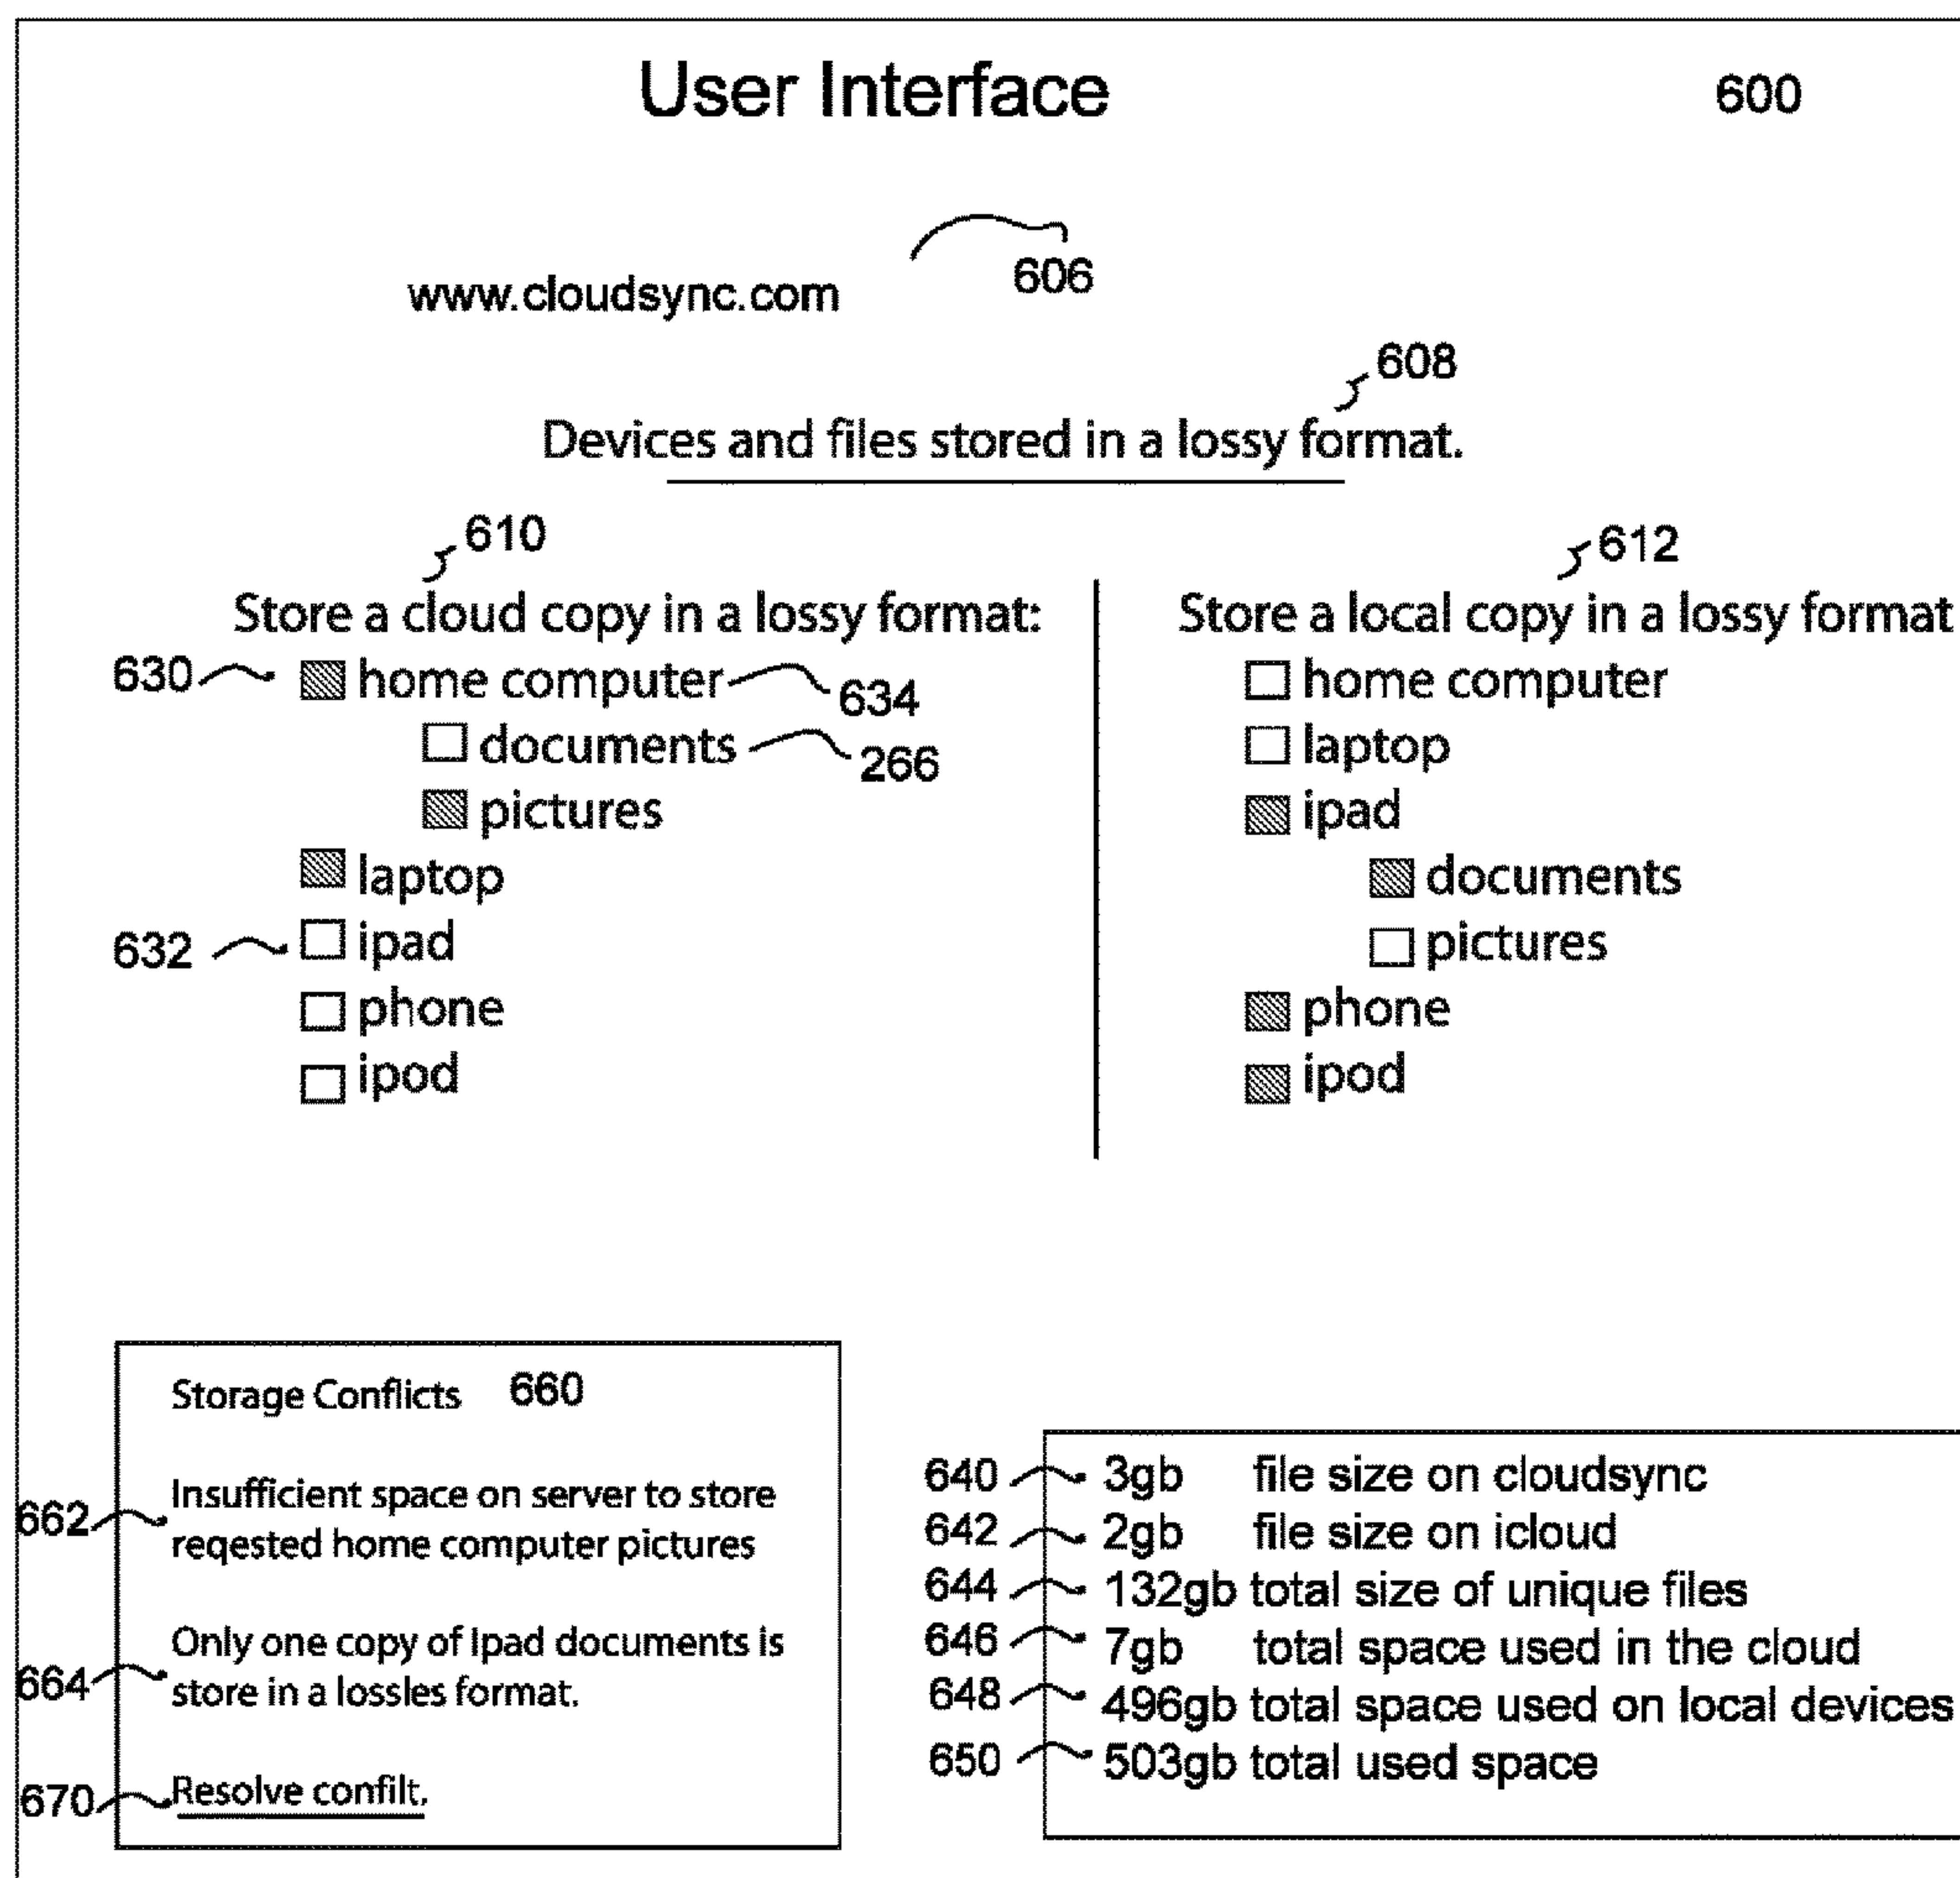 User Interface 600
606
www.cloudsync.com
608
Devices and files stored in a lossy format.
610
Store a cloud copy in a lossy format:
630 home computer 634
documents 266
pictures
laptop
632 ipad
phone
ipod
612
Store a local copy in a lossy format
home computer
laptop
ipad
documents
pictures
phone
ipod
Storage Conflicts 660
662 Insufficient space on server to store
reqested home computer pictures
664 Only one copy of Ipad documents is
store in a lossles format.
670 Resolve confilt.
640 3gb file size on cloudsync
642 2gb file size on icloud
644 132gb total size of unique files
646 7gb total space used in the cloud
648 496gb total space used on local devices
650 503gb total used space